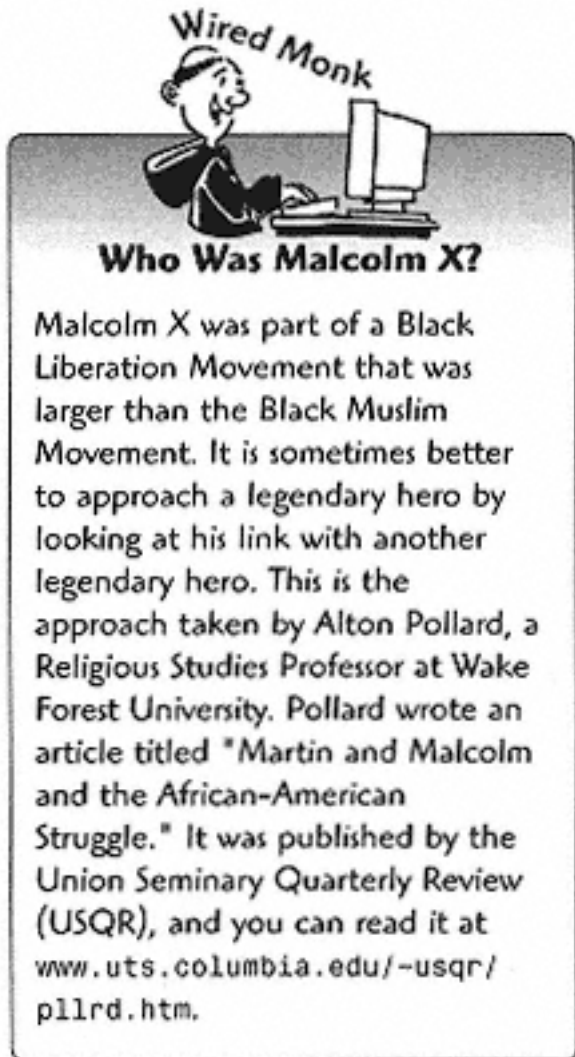 Wired Monk
Who Was Malcolm X?
Malcolm X was part of a Black
Liberation Movement that was
larger than the Black Muslim
Movement. It is sometimes better
to approach a legendary hero by
looking at his link with another
legendary hero. This is the
approach taken by Alton Pollard, a
Religious Studies Professor at Wake
Forest University. Pollard wrote an
article titled "Martin and Malcolm
and the African-American
Struggle." It was published by the
Union Seminary Quarterly Review
(USQR), and you can read it at
www.uts.columbia.edu/~usqr/
pllrd.htm.